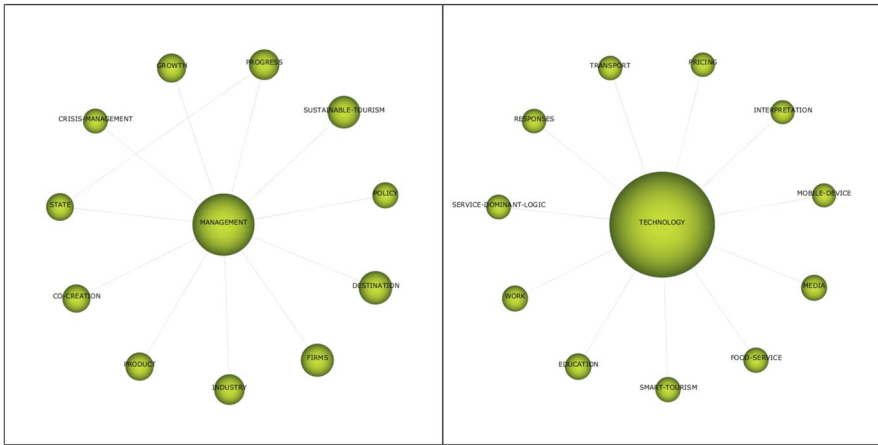 GROWTH
PROGRESS
SUSTAINABLE-TOURISM
CRISIS-MANAGEMENT
POLICY
STATE
MANAGEMENT
DESTINATION
CO-CREATION
FIRMS
PRODUCT
INDUSTRY
TRANSPORT
PRICING
INTERPRETATION
RESPONSES
MOBILE-DEVICE
SERVICE-DOMINANT-LOGIC
TECHNOLOGY
MEDIA
WORK
FOOD-SERVICE
EDUCATION
SMART-TOURISM